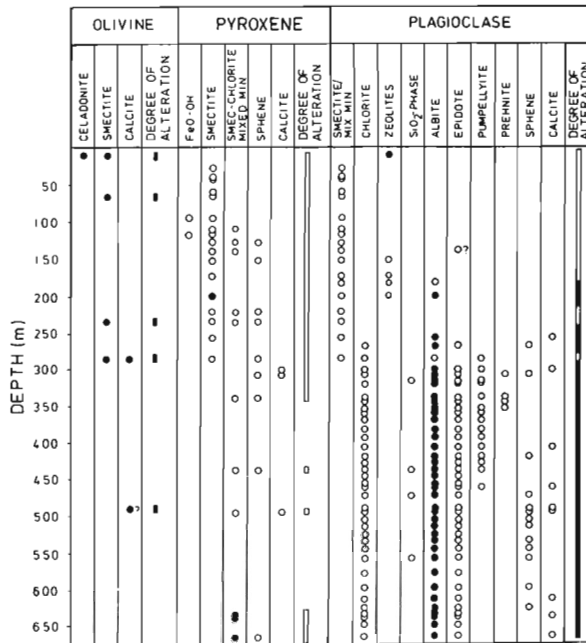 OLIVINE
PYROXENE
PLAGIOCLASE
CELADONITE
SMECTITE
CALCITE
DEGREE OF
ALTERATION
FeO-OH
SMECTITE
SMEC-CHLORITE
MIXED MIN
SPHENE
CALCITE
DEGREE OF
ALTERATION
SMECTITE/
MIX MIN
CHLORITE
ZEOLITES
SiO2-PHASE
ALBITE
EPIDOTE
PUMPELLYITE
PREHNITE
SPHENE
CALCITE
DEGREE OF
ALTERATION
DEPTH (m)
50
100
150
?
200
250
300
350
400
450
500
?
550
600
650